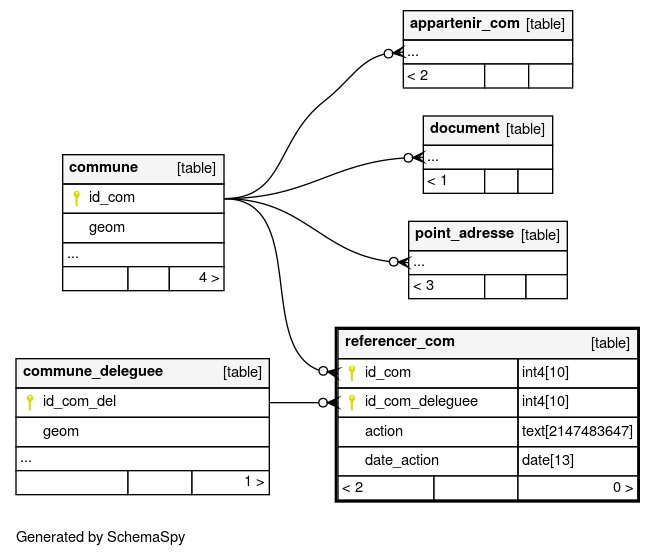 appartenir_com [table]
...
< 2
document [table]
...
< 1
commune [table]
id_com
geom
...
4 >
point_adresse [table]
...
< 3
referencer_com [table]
id_com int4[10]
id_com_deleguee int4[10]
action text[2147483647]
date_action date[13]
< 2 0 >
commune_deleguee [table]
id_com_del
geom
...
1 >
Generated by SchemaSpy